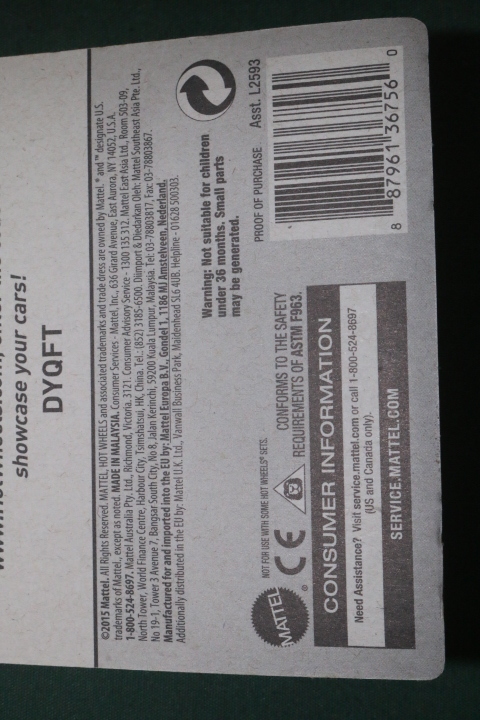 showcase your cars!
DYQFT
©2015 Mattel. All Rights Reserved. MATTEL, HOT WHEELS and associated trademarks and trade dress are owned by Mattel. ® and ™ designate U.S.
trademarks of Mattel, except as noted. MADE IN MALAYSIA. Consumer Services - Mattel, Inc., 636 Girard Avenue, East Aurora, NY 14052, U.S.A.
1-800-524-8697. Mattel Australia Pty., Ltd., Richmond, Victoria. 3121. Consumer Advisory Service - 1300 135 312. Mattel East Asia Ltd., Room 503-09,
North Tower, World Finance Centre, Harbour City, Tsimshatsui, HK, China. Tel.: (852) 3185-6500. Diimport & Diedarkan Oleh: Mattel Southeast Asia Pte. Ltd.,
No 19-1, Tower 3 Avenue 7, Bangsar South City, No 8, Jalan Kerinchi, 59200 Kuala Lumpur, Malaysia. Tel: 03-78803817, Fax: 03-78803867.
Manufactured for and imported into the EU by: Mattel Europa B.V., Gondel 1, 1186 MJ Amstelveen, Nederland.
Additionally distributed in the EU by: Mattel U.K. Ltd., Vanwall Business Park, Maidenhead SL6 4UB. Helpline - 01628 500303.
Warning: Not suitable for children
under 36 months. Small parts
may be generated.
NOT FOR USE WITH SOME HOT WHEELS® SETS.
MATTEL ®
CE
CONFORMS TO THE SAFETY
REQUIREMENTS OF ASTM F963.
PROOF OF PURCHASE Asst. L2593
8 87961 36756 0
CONSUMER INFORMATION
Need Assistance? Visit service.mattel.com or call 1-800-524-8697
(US and Canada only).
SERVICE.MATTEL.COM